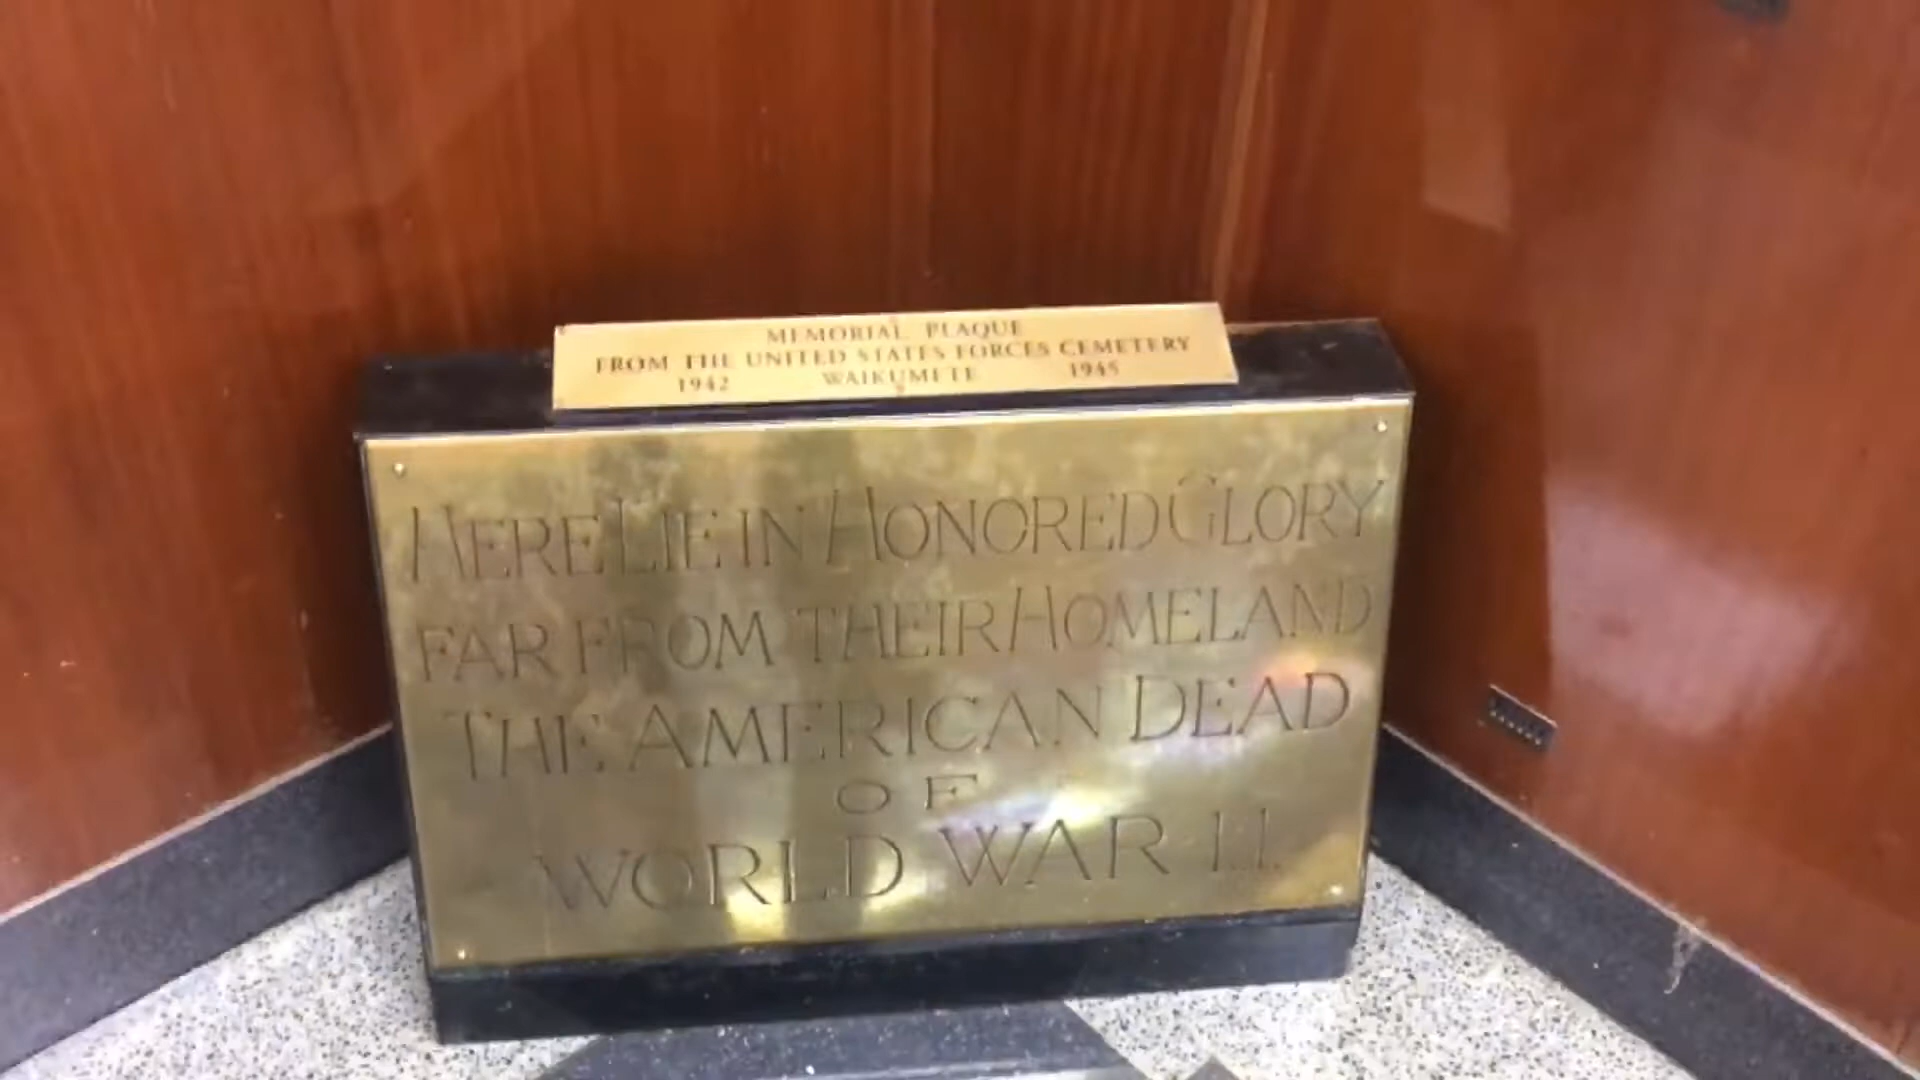 MEMORIAL PLAQUE
FROM THE UNITED STATES FORCES CEMETERY
1942 WAIKUMETE 1945
HERE LIE IN HONORED GLORY
FAR FROM THEIR HOMELAND
THE AMERICAN DEAD
OF
WORLD WAR II.